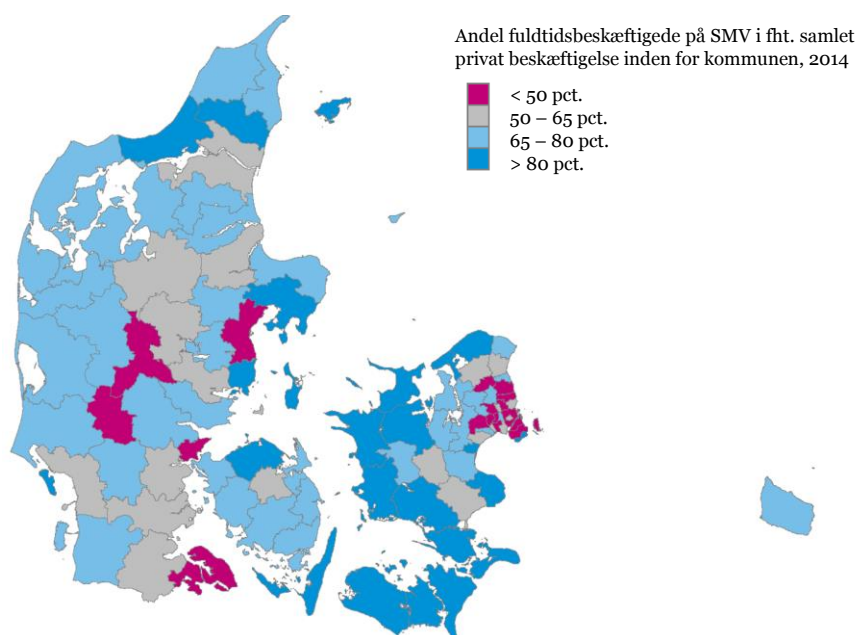 Andel fuldtidsbeskæftigede på SMV i fht. samlet
privat beskæftigelse inden for kommunen, 2014
< 50 pct.
50 – 65 pct.
65 – 80 pct.
> 80 pct.